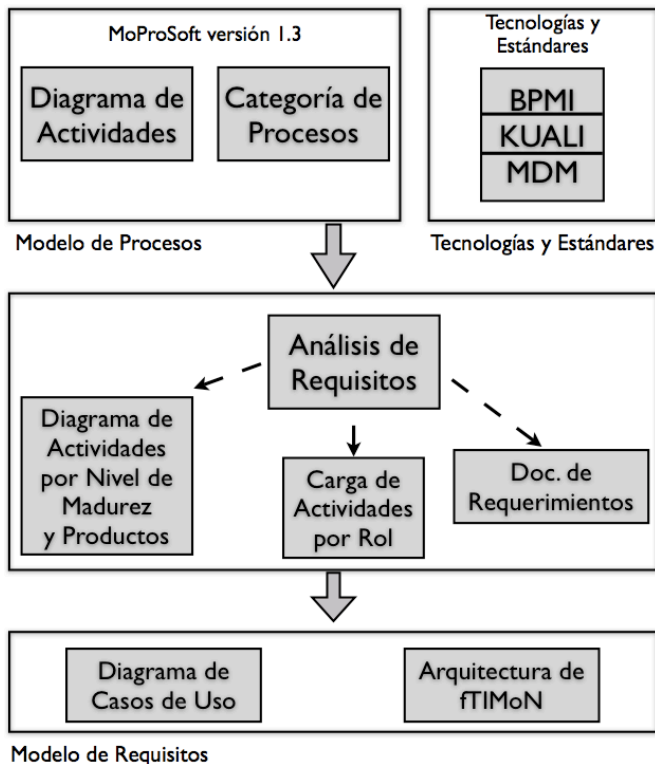 MoProSoft versión 1.3
Diagrama de
Actividades
Categoría de
Procesos
Modelo de Procesos
Tecnologías y
Estándares
BPMI
KUALI
MDM
Tecnologías y Estándares
Análisis de
Requisitos
Diagrama de
Actividades
por Nivel de
Madurez
y Productos
Carga de
Actividades
por Rol
Doc. de
Requerimientos
Diagrama de
Casos de Uso
Arquitectura de
fTIMoN
Modelo de Requisitos